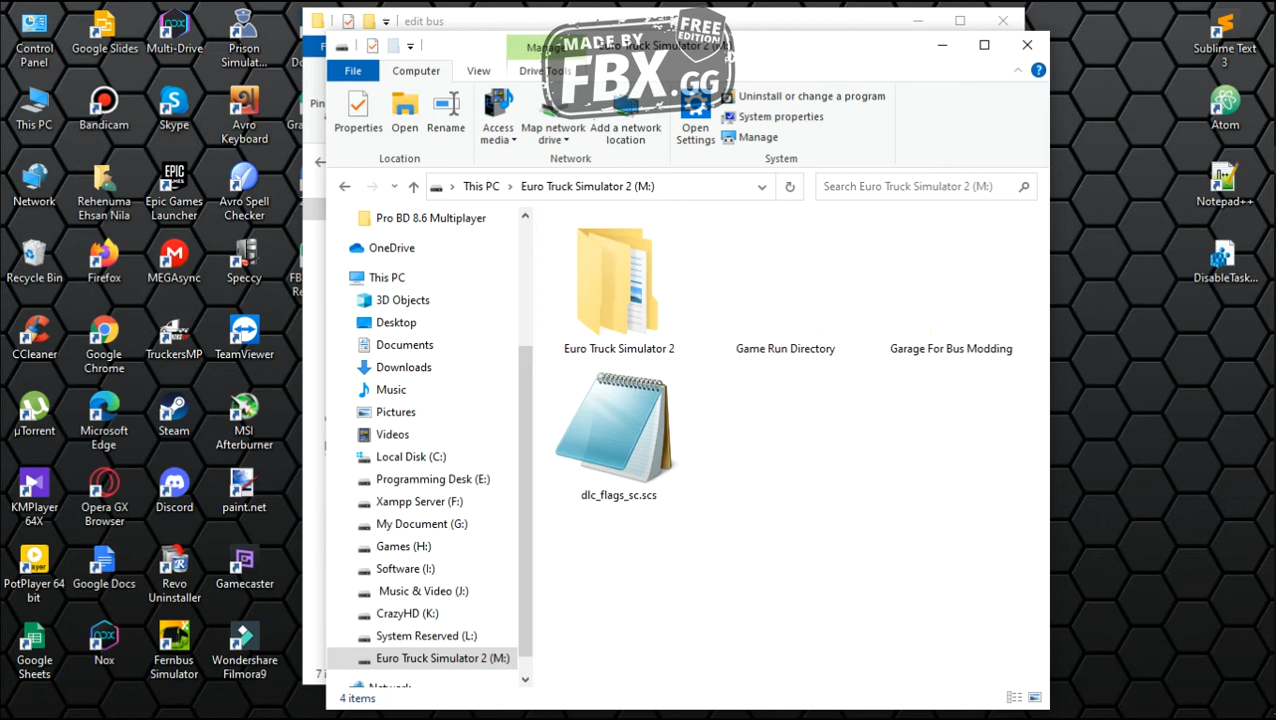 Control
Panel
Google Slides
Multi-Drive
Prison
Simulat...
This PC
Bandicam
Skype
Avro
Keyboard
Network
Rehenuma
Ehsan Nila
Epic Games
Launcher
Avro Spell
Checker
Recycle Bin
Firefox
MEGAsync
Speccy
CCleaner
Google
Chrome
TruckersMP
TeamViewer
µTorrent
Microsoft
Edge
Steam
MSI
Afterburner
KMPlayer
64X
Opera GX
Browser
Discord
paint.net
PotPlayer 64
bit
Google Docs
Revo
Uninstaller
Gamecaster
Google
Sheets
Nox
Fernbus
Simulator
Wondershare
Filmora9
edit bus
MADE BY
FBX.GG
FREE
EDITION
File
Computer
View
Drive Tools
Properties
Open
Rename
Access
media
Map network
drive
Add a network
location
Open
Settings
Uninstall or change a program
System properties
Manage
Location
Network
System
This PC
Euro Truck Simulator 2 (M:)
Search Euro Truck Simulator 2 (M:)
Pro BD 8.6 Multiplayer
OneDrive
This PC
3D Objects
Desktop
Documents
Downloads
Music
Pictures
Videos
Local Disk (C:)
Programming Desk (E:)
Xampp Server (F:)
My Document (G:)
Games (H:)
Software (I:)
Music & Video (J:)
CrazyHD (K:)
System Reserved (L:)
Euro Truck Simulator 2 (M:)
Euro Truck Simulator 2
Game Run Directory
Garage For Bus Modding
dlc_flags_sc.scs
4 items
Sublime Text
3
Atom
Notepad++
DisableTask...